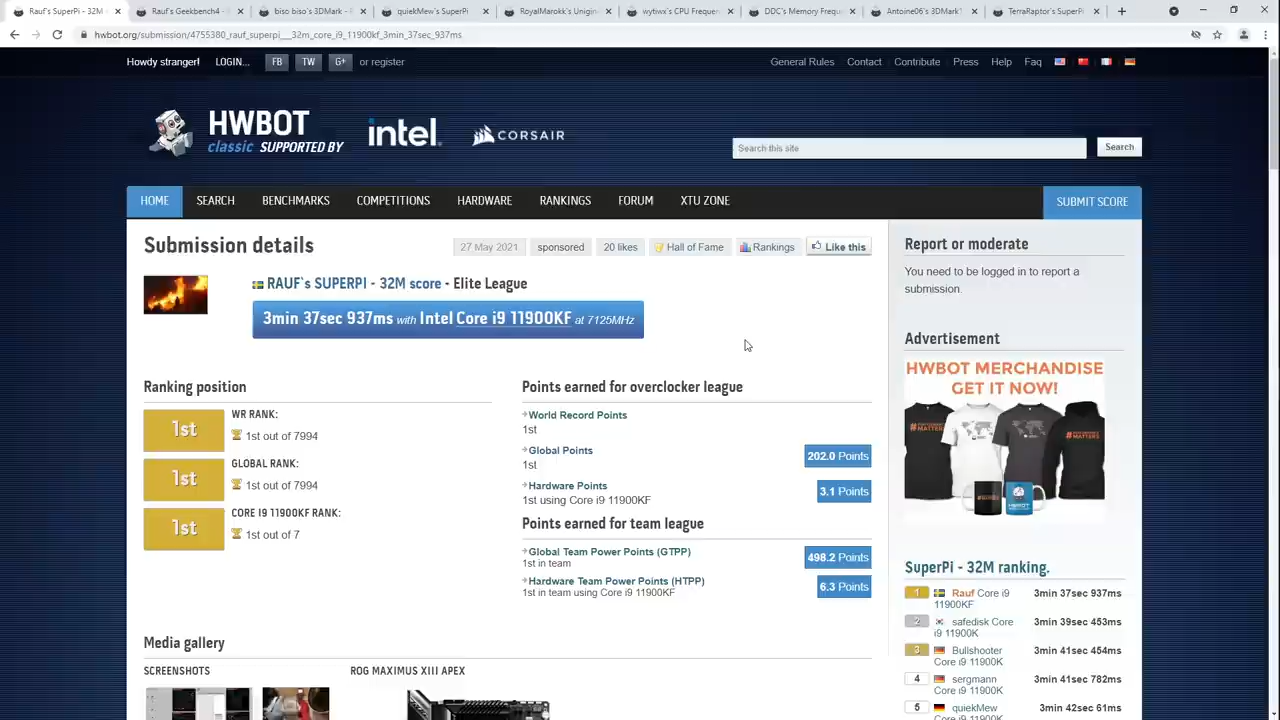 Rauf's SuperPi - 32M
Rauf's Geekbench4 -
biso biso's 3DMark -
quiekMew's SuperPi
RoyalMarokk's Unigin
wytiwx's CPU Frequen
DDC's Memory Frequ
Antoine06's 3DMark1
TerraRaptor's SuperPi
hwbot.org/submission/4755380_rauf_superpi__32m_core_i9_11900kf_3min_37sec_937ms
Howdy stranger! LOGIN... FB TW G+ or register
General Rules Contact Contribute Press Help Faq
HWBOT
classic SUPPORTED BY
intel.
CORSAIR
Search this site
Search
HOME SEARCH BENCHMARKS COMPETITIONS HARDWARE RANKINGS FORUM XTU ZONE SUBMIT SCORE
Submission details
27 May 2021 sponsored 20 likes Hall of Fame Rankings Like this
RAUF`s SUPERPI - 32M score - Elite League
3min 37sec 937ms with Intel Core i9 11900KF at 7125MHz
Ranking position
1st
WR RANK:
1st out of 7994
1st
GLOBAL RANK:
1st out of 7994
1st
CORE I9 11900KF RANK:
1st out of 7
Points earned for overclocker league
World Record Points
1st
Global Points
1st
202.0 Points
Hardware Points
1st using Core i9 11900KF
3.1 Points
Points earned for team league
Global Team Power Points (GTPP)
1st in team
498.2 Points
Hardware Team Power Points (HTPP)
1st in team using Core i9 11900KF
6.3 Points
Media gallery
SCREENSHOTS
ROG MAXIMUS XIII APEX
Report or moderate
You need to be logged in to report a
submission.
Advertisement
HWBOT MERCHANDISE
GET IT NOW!
SuperPi - 32M ranking.
1 Rauf Core i9 3min 37sec 937ms
11900KF
2 safedisk Core 3min 39sec 453ms
i9 11900K
3 Bullshooter 3min 41sec 454ms
Core i9 11900K
4 sergmann 3min 41sec 782ms
Core i9 11900K
5 quiekMew 3min 42sec 61ms
Core i9 11900K